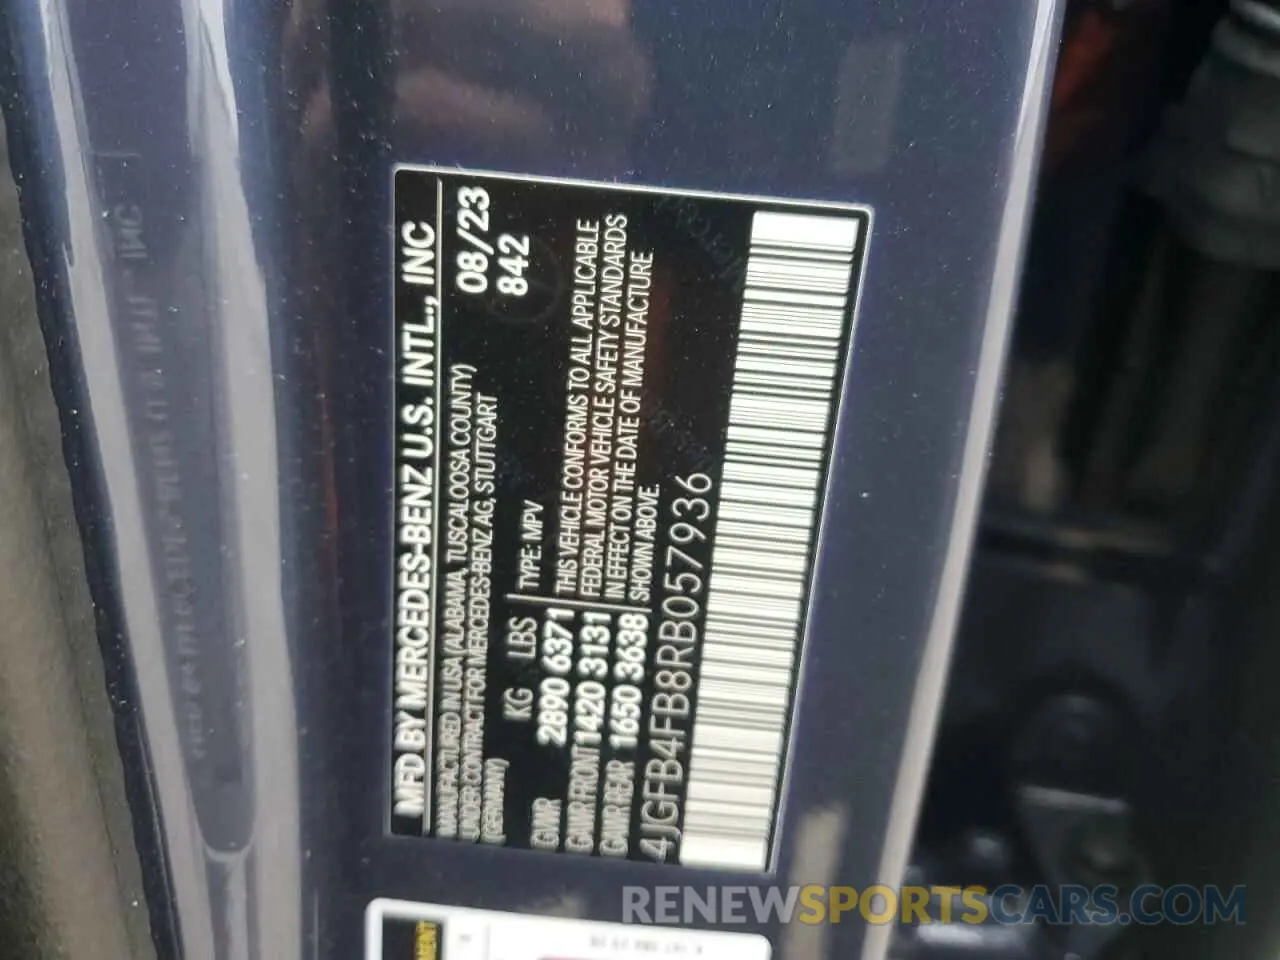 MFD BY MERCEDES-BENZ U.S. INTL., INC
MANUFACTURED IN USA (ALABAMA, TUSCALOOSA COUNTY)
UNDER CONTRACT FOR MERCEDES-BENZ AG, STUTTGART
(GERMANY)
08/23
842
KG LBS
GVWR 2890 6371
GAWR FRONT 1420 3131
GAWR REAR 1650 3638
TYPE: MPV
THIS VEHICLE CONFORMS TO ALL APPLICABLE
FEDERAL MOTOR VEHICLE SAFETY STANDARDS
IN EFFECT ON THE DATE OF MANUFACTURE
SHOWN ABOVE.
4JGFB4FB8RB057936
RENEWSPORTSCARS.COM